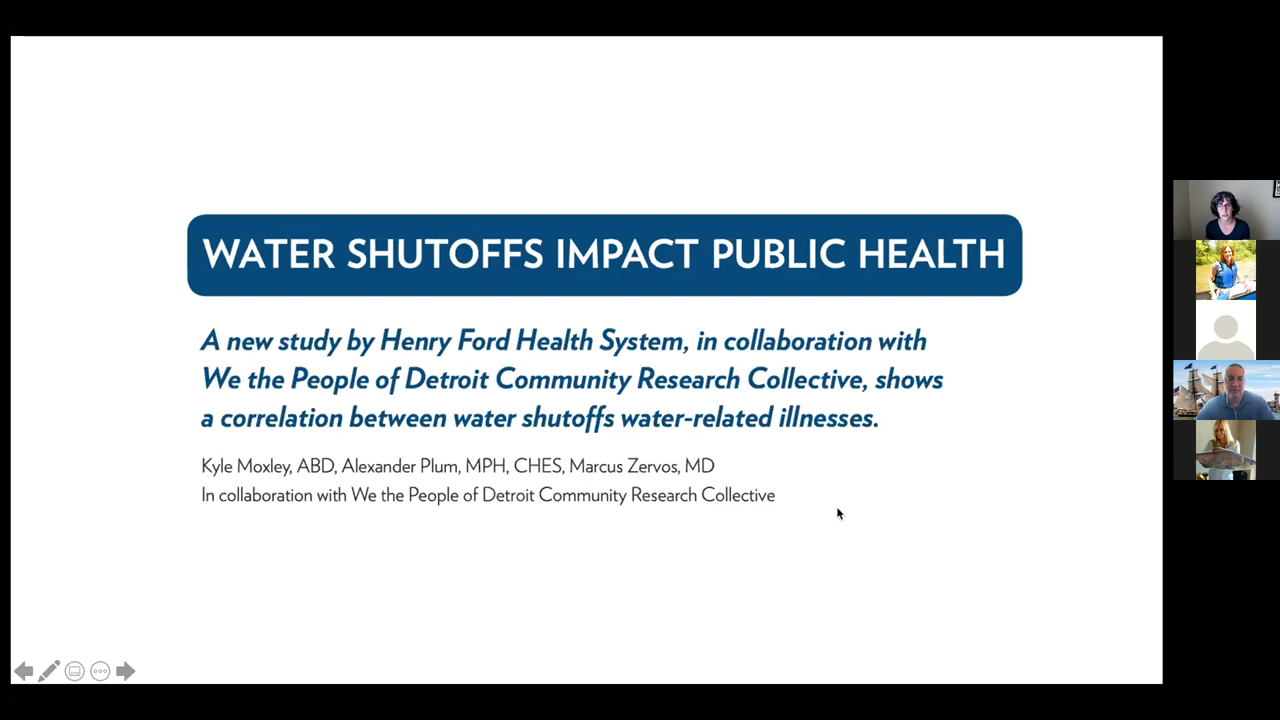 WATER SHUTOFFS IMPACT PUBLIC HEALTH
A new study by Henry Ford Health System, in collaboration with
We the People of Detroit Community Research Collective, shows
a correlation between water shutoffs water-related illnesses.
Kyle Moxley, ABD, Alexander Plum, MPH, CHES, Marcus Zervos, MD
In collaboration with We the People of Detroit Community Research Collective